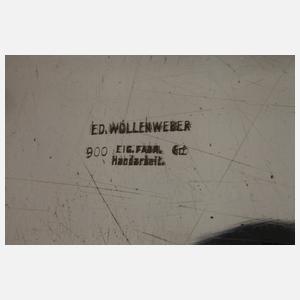 ED. WOLLENWEBER
900 EIG. FABR.
Handarbeit.